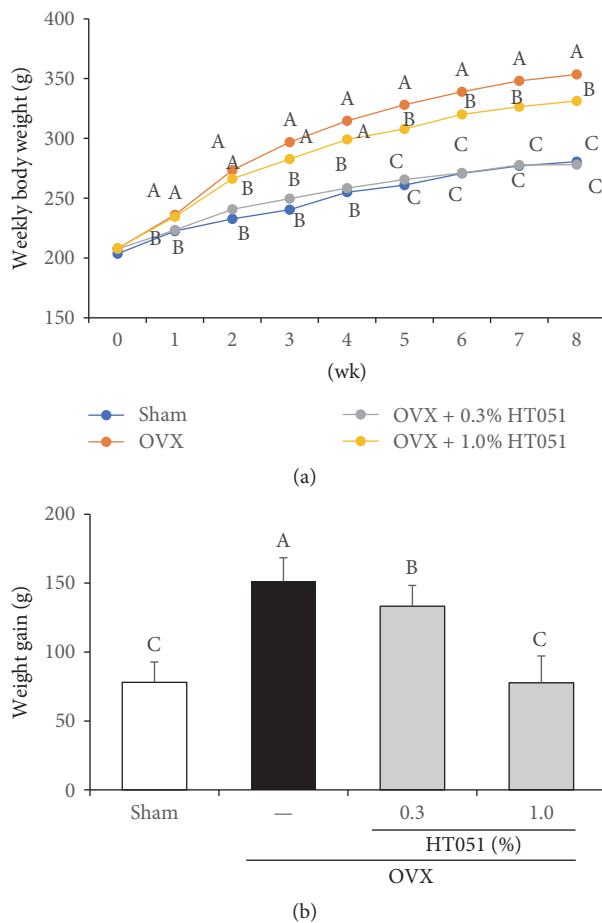 400
350
300
250
200
150
Weekly body weight (g)
A A A A A A A A A
A A B B B B
B B B C C C C
B B B B C C C C
0 1 2 3 4 5 6 7 8
(wk)
Sham
OVX + 0.3% HT051
OVX
OVX + 1.0% HT051
(a)
200
150
100
50
0
Weight gain (g)
C A B C
Sham — 0.3 1.0
HT051 (%)
OVX
(b)